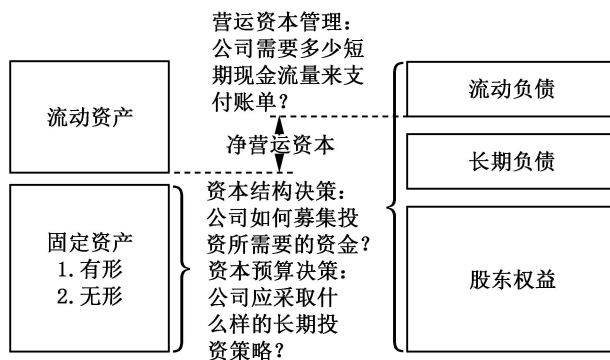 流动资产
固定资产
1.有形
2.无形
营运资本管理：
公司需要多少短
期现金流量来支
付账单？
净营运资本
资本结构决策：
公司如何募集投
资所需要的资金？
资本预算决策：
公司应采取什
么样的长期投
资策略？
流动负债
长期负债
股东权益